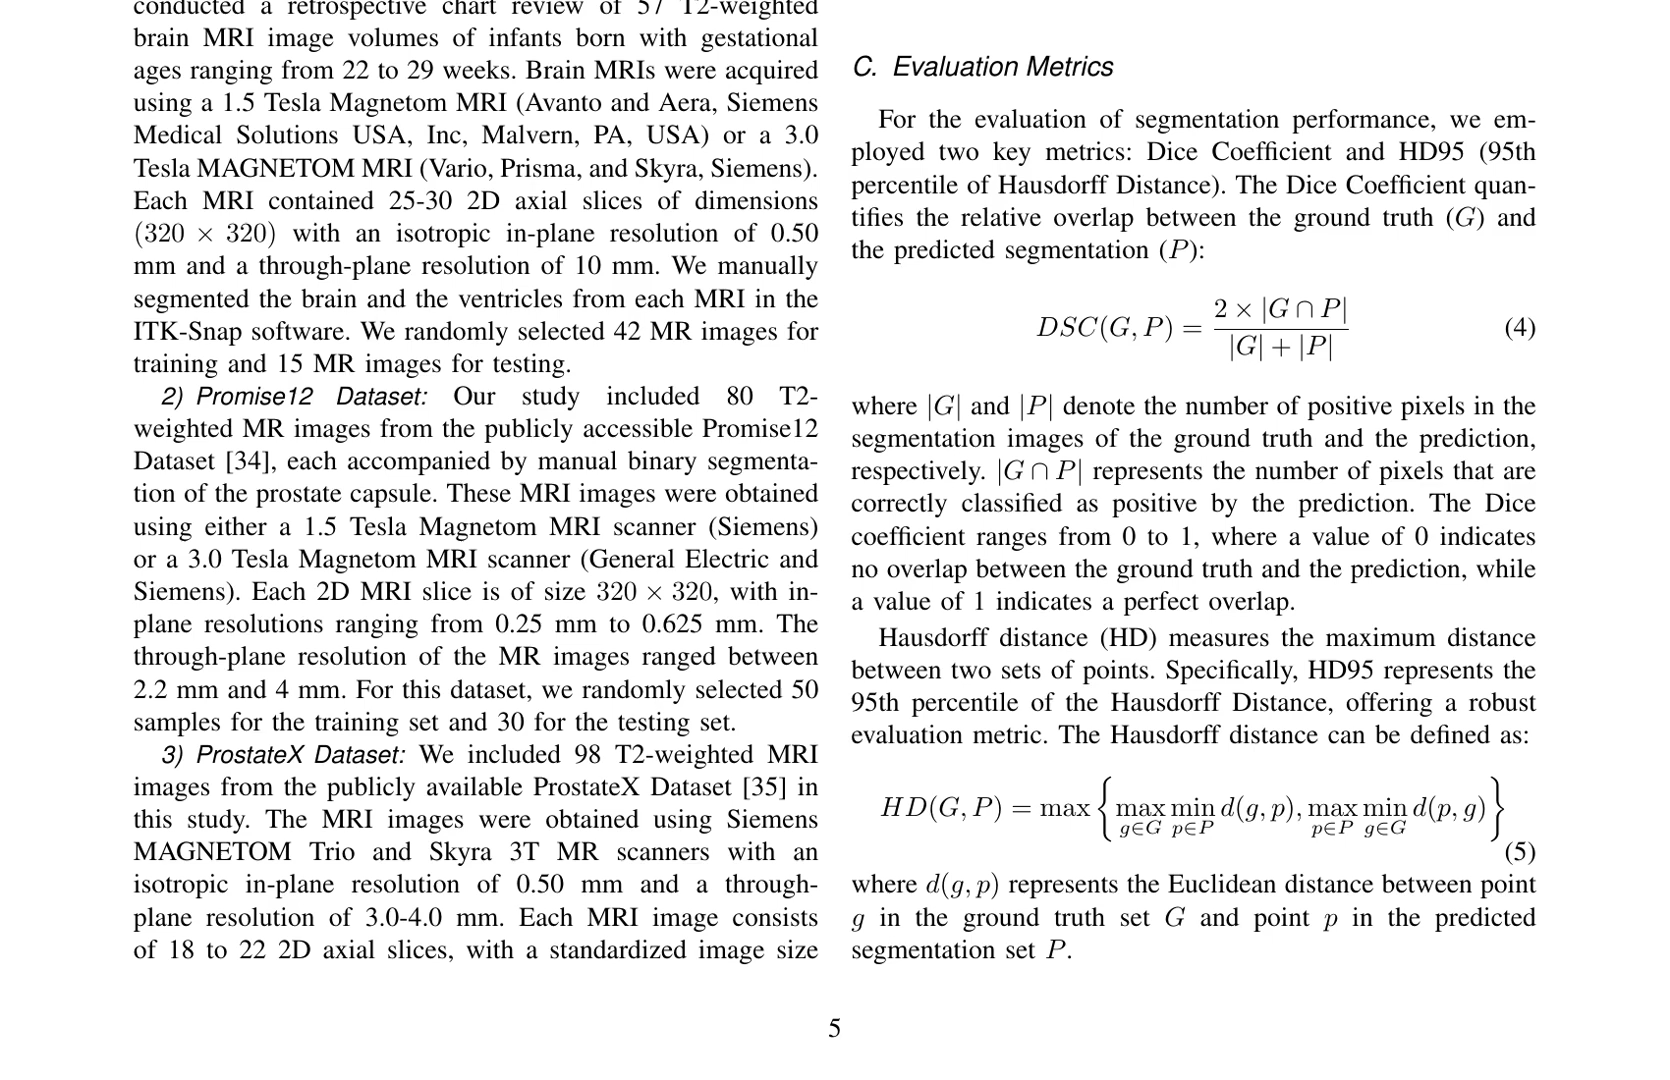 conducted a retrospective chart review of 57 T2-weighted
brain MRI image volumes of infants born with gestational
ages ranging from 22 to 29 weeks. Brain MRIs were acquired
using a 1.5 Tesla Magnetom MRI (Avanto and Aera, Siemens
Medical Solutions USA, Inc, Malvern, PA, USA) or a 3.0
Tesla MAGNETOM MRI (Vario, Prisma, and Skyra, Siemens).
Each MRI contained 25-30 2D axial slices of dimensions
(320 × 320) with an isotropic in-plane resolution of 0.50
mm and a through-plane resolution of 10 mm. We manually
segmented the brain and the ventricles from each MRI in the
ITK-Snap software. We randomly selected 42 MR images for
training and 15 MR images for testing.
2) Promise12 Dataset: Our study included 80 T2-
weighted MR images from the publicly accessible Promise12
Dataset [34], each accompanied by manual binary segmenta-
tion of the prostate capsule. These MRI images were obtained
using either a 1.5 Tesla Magnetom MRI scanner (Siemens)
or a 3.0 Tesla Magnetom MRI scanner (General Electric and
Siemens). Each 2D MRI slice is of size 320 × 320, with in-
plane resolutions ranging from 0.25 mm to 0.625 mm. The
through-plane resolution of the MR images ranged between
2.2 mm and 4 mm. For this dataset, we randomly selected 50
samples for the training set and 30 for the testing set.
3) ProstateX Dataset: We included 98 T2-weighted MRI
images from the publicly available ProstateX Dataset [35] in
this study. The MRI images were obtained using Siemens
MAGNETOM Trio and Skyra 3T MR scanners with an
isotropic in-plane resolution of 0.50 mm and a through-
plane resolution of 3.0-4.0 mm. Each MRI image consists
of 18 to 22 2D axial slices, with a standardized image size
C. Evaluation Metrics
For the evaluation of segmentation performance, we em-
ployed two key metrics: Dice Coefficient and HD95 (95th
percentile of Hausdorff Distance). The Dice Coefficient quan-
tifies the relative overlap between the ground truth (G) and
the predicted segmentation (P):
DSC(G, P) = 2 × |G ∩ P| / |G| + |P| (4)
where |G| and |P| denote the number of positive pixels in the
segmentation images of the ground truth and the prediction,
respectively. |G ∩ P| represents the number of pixels that are
correctly classified as positive by the prediction. The Dice
coefficient ranges from 0 to 1, where a value of 0 indicates
no overlap between the ground truth and the prediction, while
a value of 1 indicates a perfect overlap.
Hausdorff distance (HD) measures the maximum distance
between two sets of points. Specifically, HD95 represents the
95th percentile of the Hausdorff Distance, offering a robust
evaluation metric. The Hausdorff distance can be defined as:
HD(G, P) = max { max g∈G min p∈P d(g, p), max p∈P min g∈G d(p, g) }
(5)
where d(g, p) represents the Euclidean distance between point
g in the ground truth set G and point p in the predicted
segmentation set P.
5